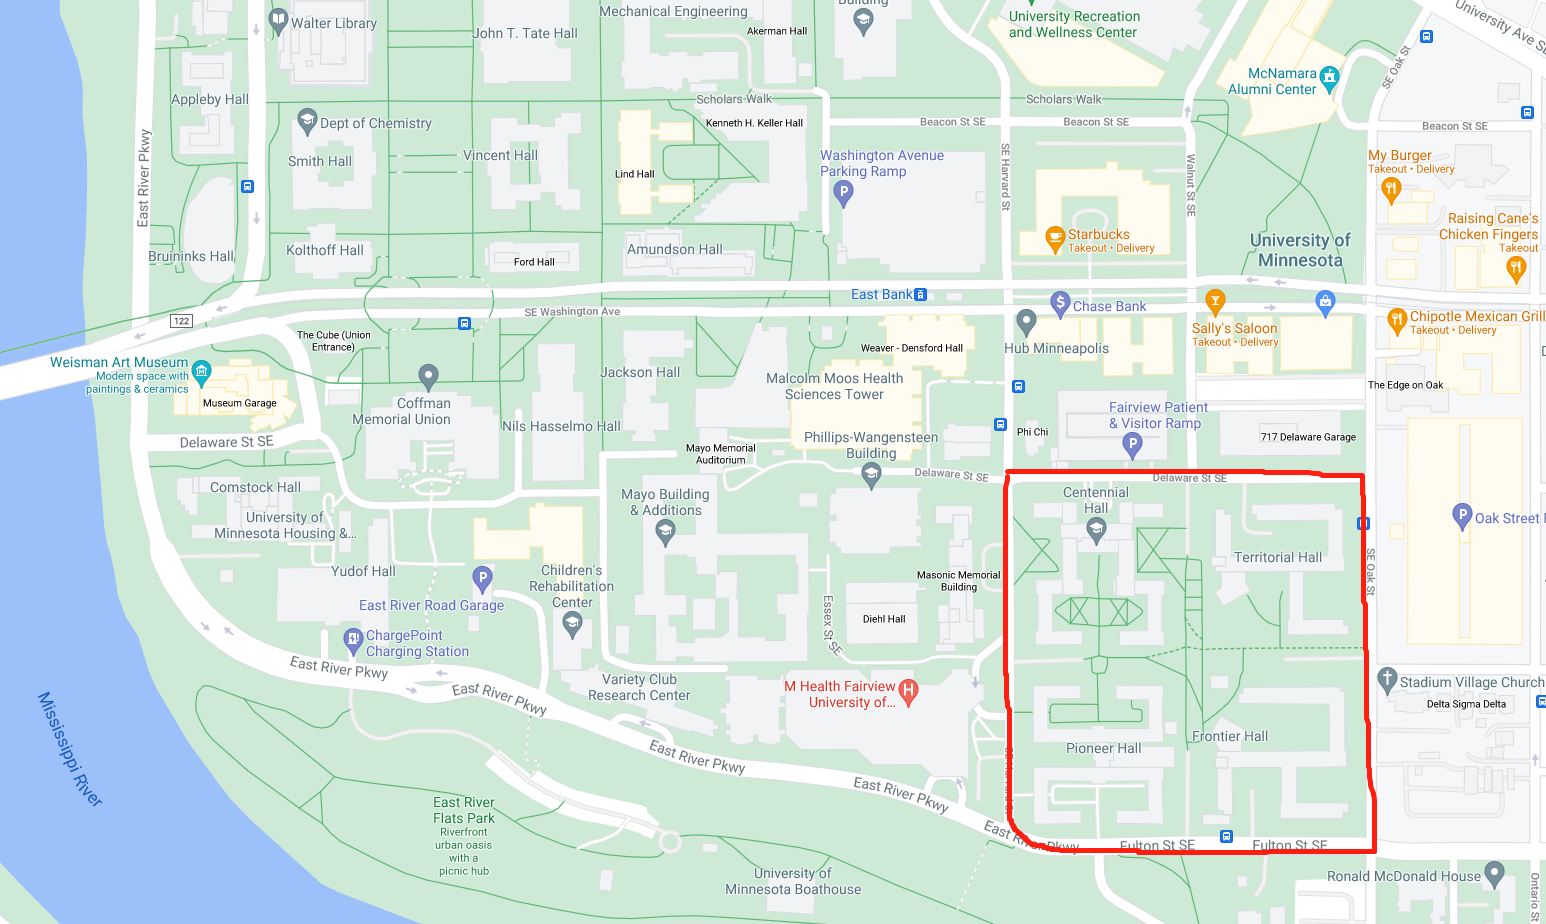 Building
University Ave SE
Walter Library
Mechanical Engineering
John T. Tate Hall
Akerman Hall
University Recreation
and Wellness Center
SE Oak St
McNamara
Alumni Center
Appleby Hall
Scholars Walk
Scholars Walk
Dept of Chemistry
Kenneth H. Keller Hall
Beacon St SE
Beacon St SE
Beacon St SE
East River Pkwy
Smith Hall
Vincent Hall
Lind Hall
Washington Avenue
Parking Ramp
P
SE Harvard St
Walnut St SE
My Burger
Takeout • Delivery
Raising Cane's
Chicken Fingers
Takeout
Starbucks
Takeout • Delivery
University of
Minnesota
Bruininks Hall
Kolthoff Hall
Ford Hall
Amundson Hall
East Bank
122
SE Washington Ave
$
Chase Bank
Sally's Saloon
Takeout • Delivery
Chipotle Mexican Grill
Takeout • Delivery
The Cube (Union
Entrance)
Hub Minneapolis
Weaver - Densford Hall
Weisman Art Museum
Modern space with
paintings & ceramics
Museum Garage
Jackson Hall
Malcolm Moos Health
Sciences Tower
The Edge on Oak
Coffman
Memorial Union
Nils Hasselmo Hall
Fairview Patient
& Visitor Ramp
P
Phi Chi
717 Delaware Garage
Delaware St SE
Mayo Memorial
Auditorium
Phillips-Wangensteen
Building
Delaware St SE
Delaware St SE
Comstock Hall
Mayo Building
& Additions
Centennial
Hall
University of
Minnesota Housing &...
P
Oak Street
Territorial Hall
SE Oak St
Yudof Hall
P
East River Road Garage
Children's
Rehabilitation
Center
Masonic Memorial
Building
Essex St SE
Diehl Hall
ChargePoint
Charging Station
East River Pkwy
East River Pkwy
Variety Club
Research Center
M Health Fairview
University of...
H
Stadium Village Church
Delta Sigma Delta
Mississippi River
East River Pkwy
Pioneer Hall
Frontier Hall
East River Pkwy
East River Flats Park
Riverfront
urban oasis
with a
picnic hub
East River Pkwy
Fulton St SE
Fulton St SE
University of
Minnesota Boathouse
Ronald McDonald House
Ontario St